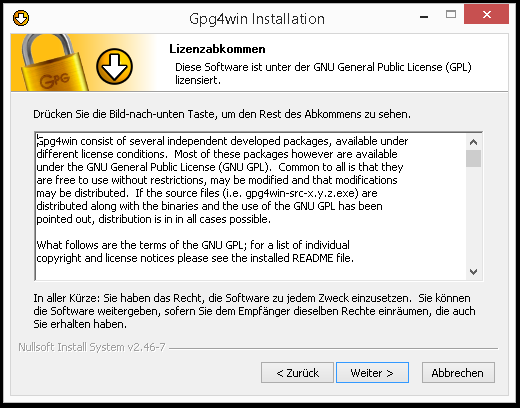 Gpg4win Installation
GPG
Lizenzabkommen
Diese Software ist unter der GNU General Public License (GPL)
lizensiert.
Drücken Sie die Bild-nach-unten Taste, um den Rest des Abkommens zu sehen.
Gpg4win consist of several independent developed packages, available under
different license conditions.  Most of these packages however are available
under the GNU General Public License (GNU GPL).  Common to all is that they
are free to use without restrictions, may be modified and that modifications
may be distributed.  If the source files (i.e. gpg4win-src-x.y.z.exe) are
distributed along with the binaries and the use of the GNU GPL has been
pointed out, distribution is in in all cases possible.
What follows are the terms of the GNU GPL; for a list of individual
copyright and license notices please see the installed README file.
In aller Kürze: Sie haben das Recht, die Software zu jedem Zweck einzusetzen.  Sie können
die Software weitergeben, sofern Sie dem Empfänger dieselben Rechte einräumen, die auch
Sie erhalten haben.
Nullsoft Install System v2.46-7
< Zurück
Weiter >
Abbrechen